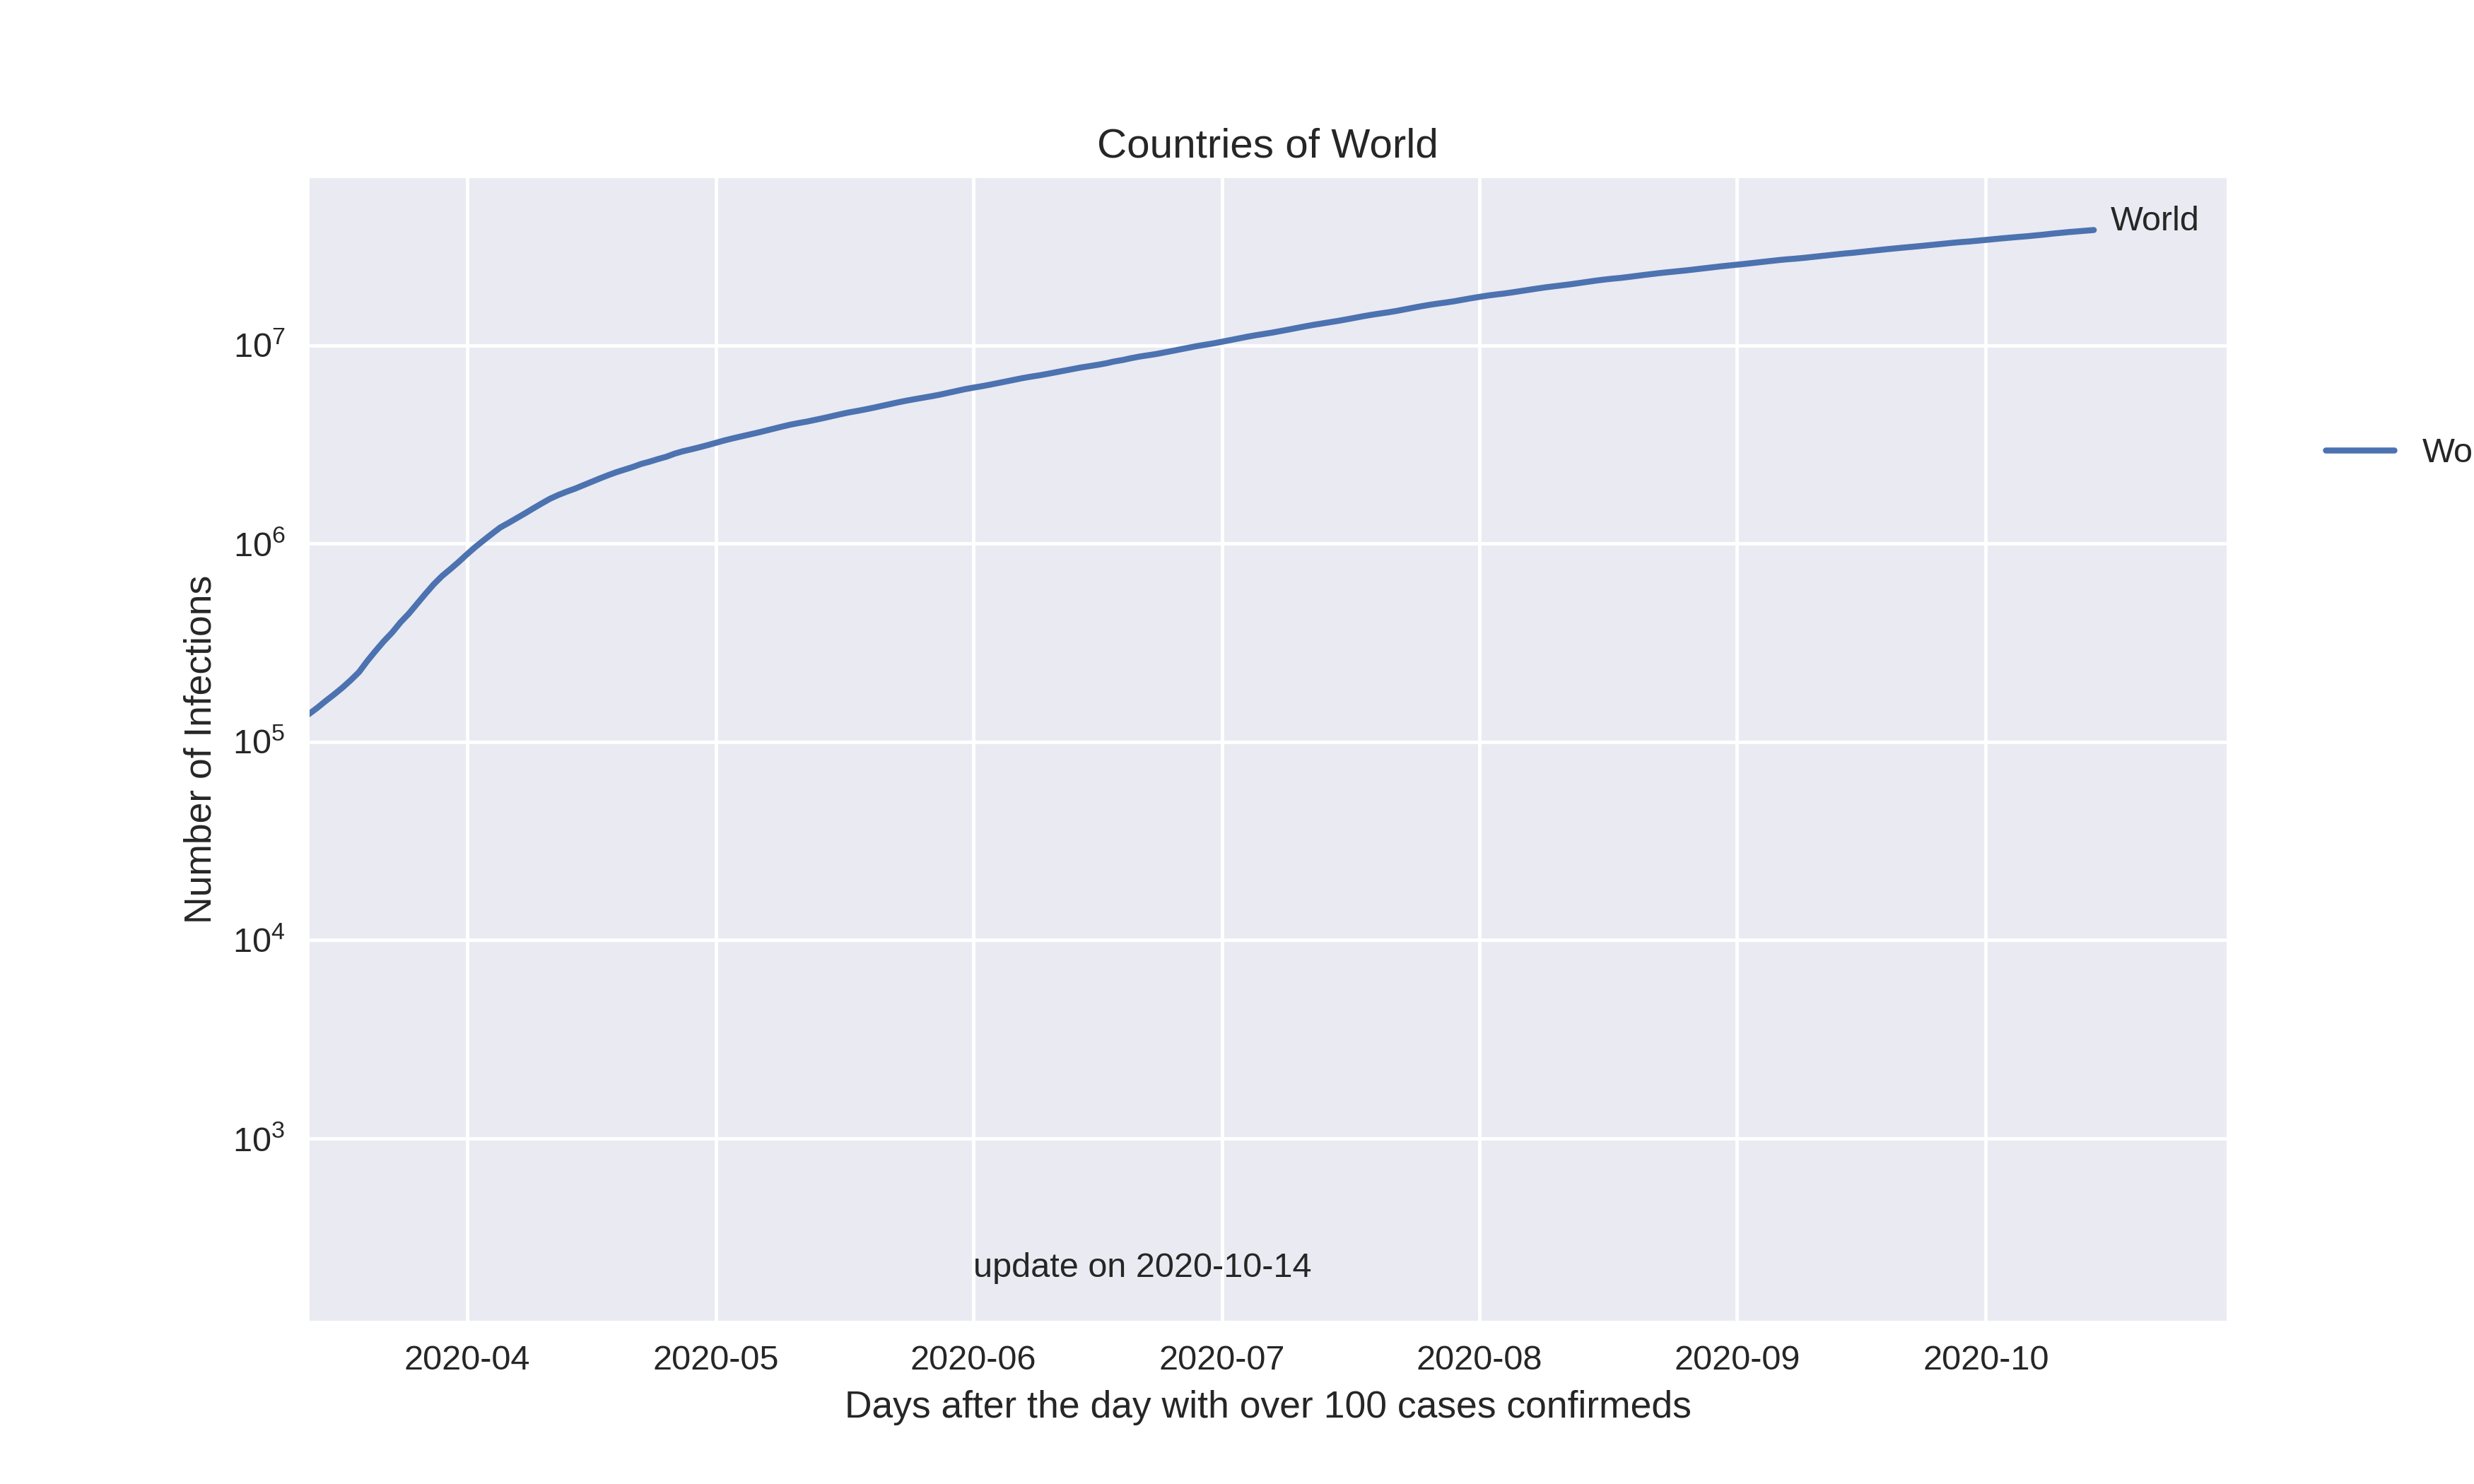 Countries of World
World
Wo
Number of Infections
10⁷
10⁶
10⁵
10⁴
10³
update on 2020-10-14
2020-04 2020-05 2020-06 2020-07 2020-08 2020-09 2020-10
Days after the day with over 100 cases confirmeds